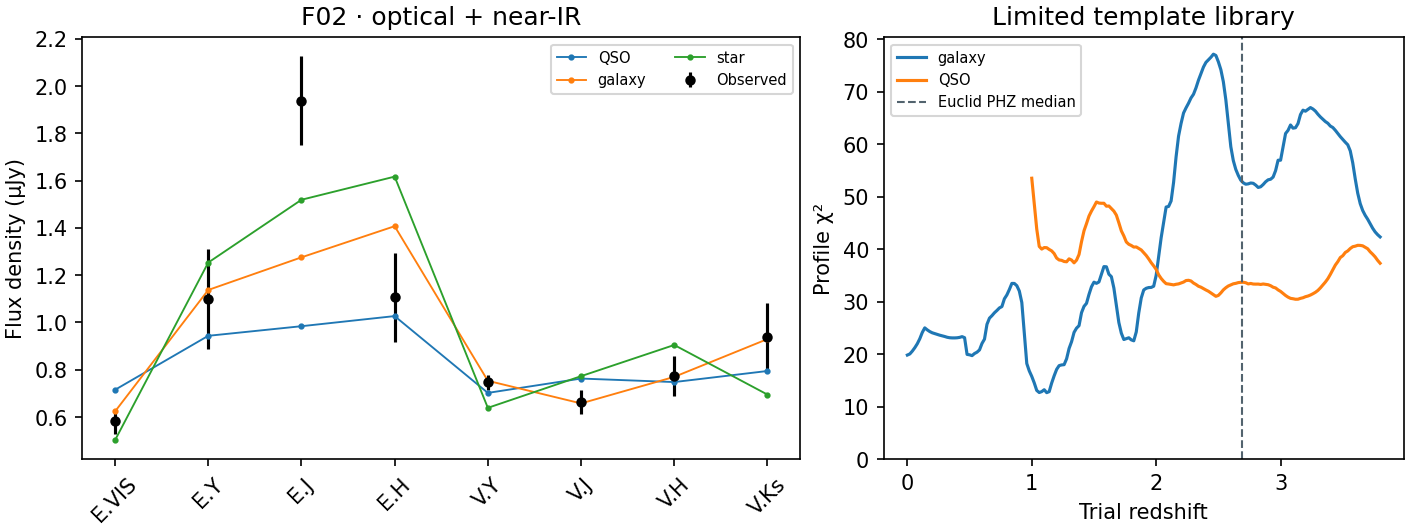 F02 · optical + near-IR
Flux density (μJy)
2.2
2.0
1.8
1.6
1.4
1.2
1.0
0.8
0.6
QSO
galaxy
star
Observed
E.VIS
E.Y
E.J
E.H
V.Y
V.J
V.H
V.Ks
Limited template library
Profile χ²
80
70
60
50
40
30
20
10
0
galaxy
QSO
Euclid PHZ median
0
1
2
3
Trial redshift